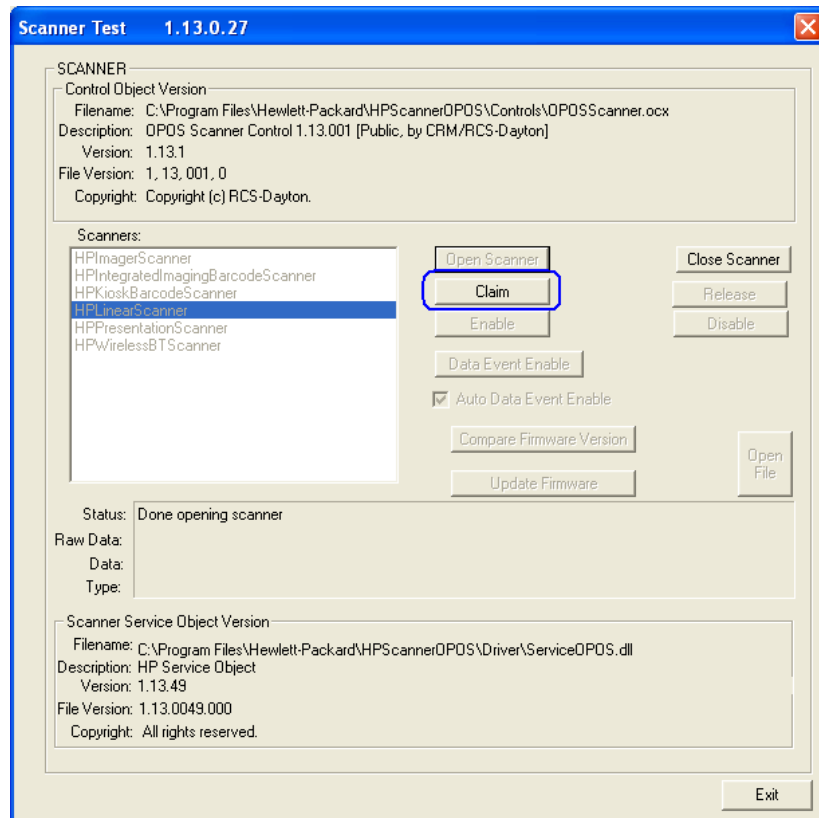 Scanner Test 1.13.0.27
SCANNER
Control Object Version
Filename: C:\Program Files\Hewlett-Packard\HPScannerOPOS\Controls\OPOSScanner.ocx
Description: OPOS Scanner Control 1.13.001 [Public, by CRM/RCS-Dayton]
Version: 1.13.1
File Version: 1, 13, 001, 0
Copyright: Copyright (c) RCS-Dayton.
Scanners:
HPImagerScanner
HPIntegratedImagingBarcodeScanner
HPKioskBarcodeScanner
HPLinearScanner
HPPresentationScanner
HPWirelessBTScanner
Open Scanner
Close Scanner
Claim
Release
Enable
Disable
Data Event Enable
Auto Data Event Enable
Compare Firmware Version
Update Firmware
Open
File
Status: Done opening scanner
Raw Data:
Data:
Type:
Scanner Service Object Version
Filename: C:\Program Files\Hewlett-Packard\HPScannerOPOS\Driver\ServiceOPOS.dll
Description: HP Service Object
Version: 1.13.49
File Version: 1.13.0049.000
Copyright: All rights reserved.
Exit